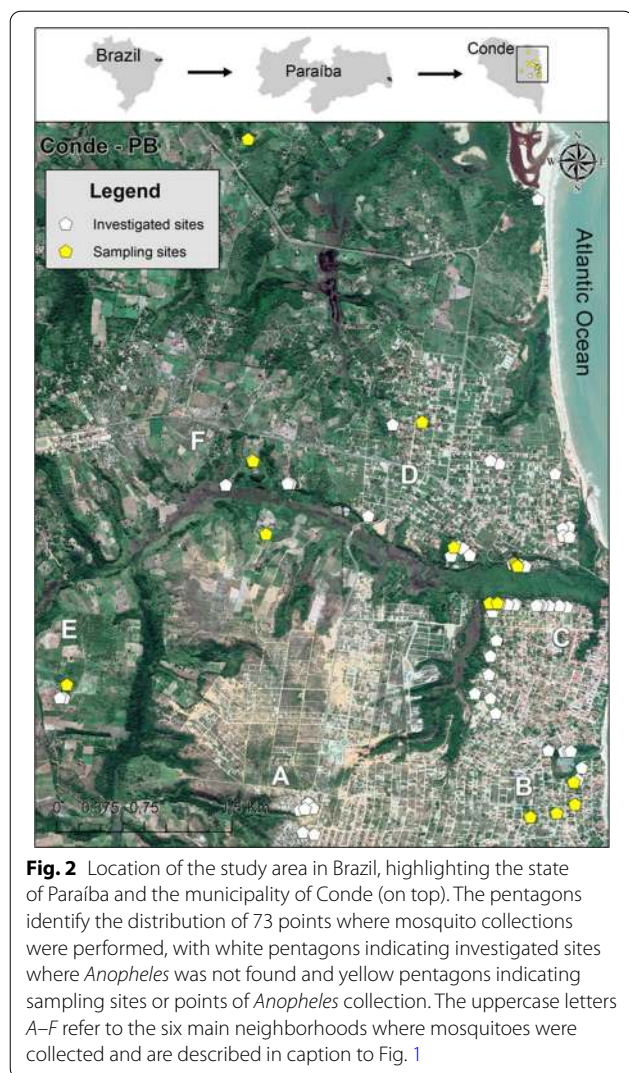 Brazil
Paraíba
Conde
Conde - PB
Legend
Investigated sites
Sampling sites
N
W
E
S
Atlantic Ocean
F
D
E
C
A
B
0 0.375 0.75 1.5 km
Fig. 2 Location of the study area in Brazil, highlighting the state
of Paraíba and the municipality of Conde (on top). The pentagons
identify the distribution of 73 points where mosquito collections
were performed, with white pentagons indicating investigated sites
where Anopheles was not found and yellow pentagons indicating
sampling sites or points of Anopheles collection. The uppercase letters
A–F refer to the six main neighborhoods where mosquitoes were
collected and are described in caption to Fig. 1